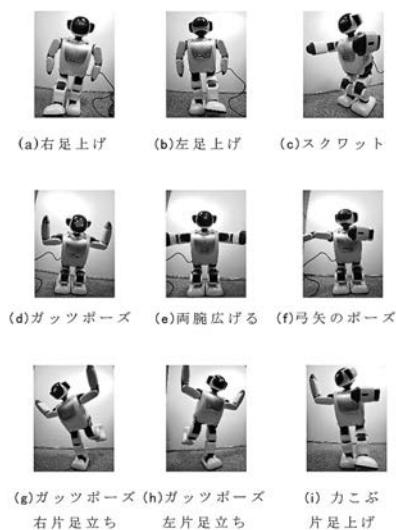 (a)右足上げ
(b)左足上げ
(c)スクワット
(d)ガッツポーズ
(e)両腕広げる
(f)弓矢のポーズ
(g)ガッツポーズ
右片足立ち
(h)ガッツポーズ
左片足立ち
(i) 力こぶ
片足上げ